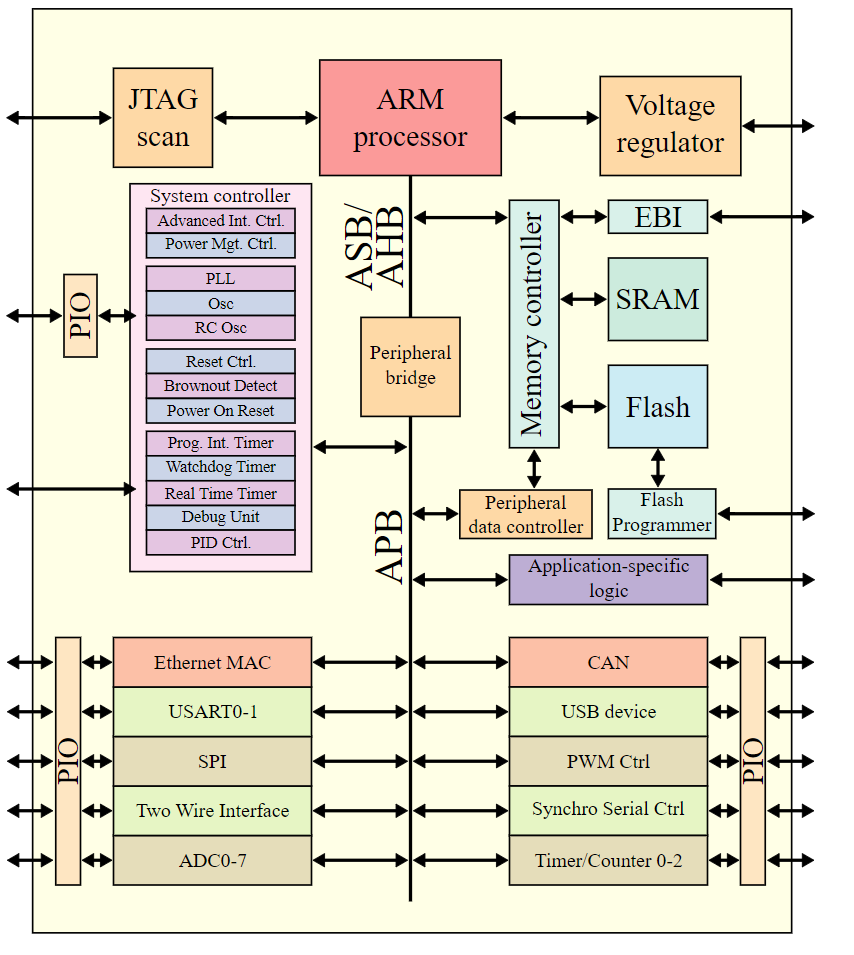 JTAG
scan
ARM
processor
Voltage
regulator
System controller
Advanced Int. Ctrl.
Power Mgt. Ctrl.
PLL
Osc
RC Osc
Reset Ctrl.
Brownout Detect
Power On Reset
Prog. Int. Timer
Watchdog Timer
Real Time Timer
Debug Unit
PID Ctrl.
PIO
ASB/
AHB
Peripheral
bridge
APB
Memory controller
EBI
SRAM
Flash
Peripheral
data controller
Flash
Programmer
Application-specific
logic
PIO
Ethernet MAC
USART0-1
SPI
Two Wire Interface
ADC0-7
CAN
USB device
PWM Ctrl
Synchro Serial Ctrl
Timer/Counter 0-2
PIO